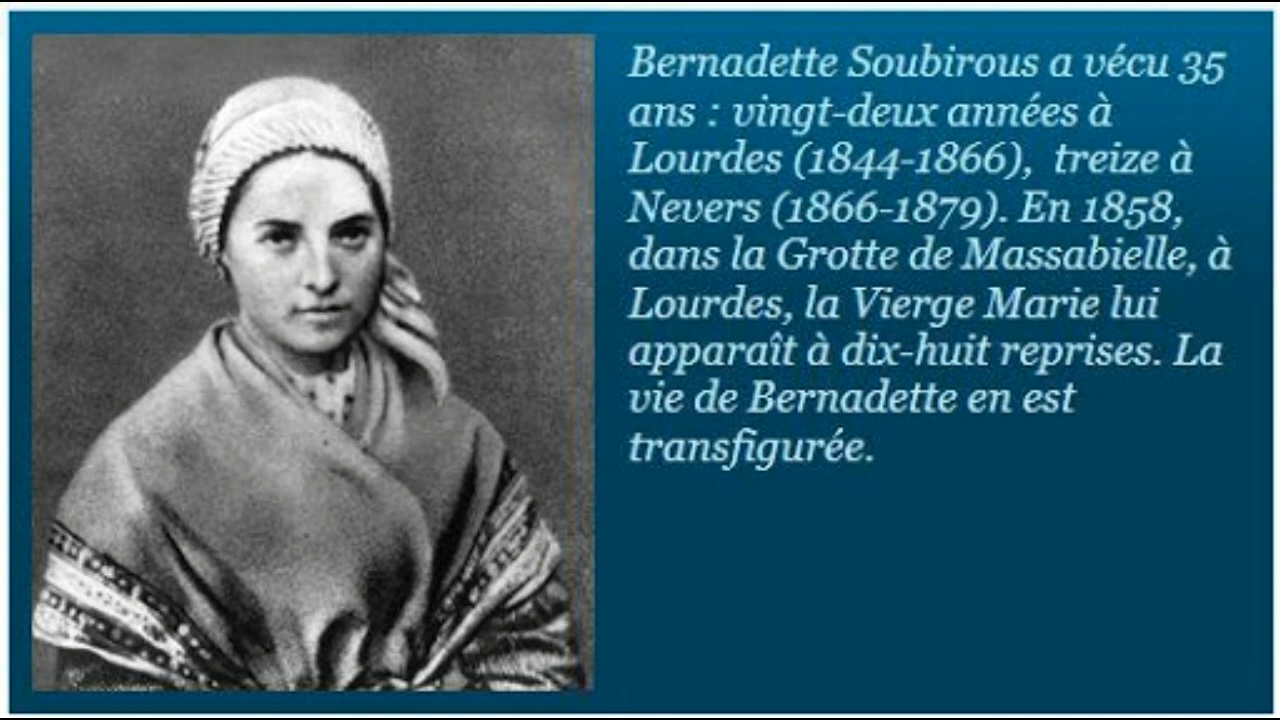 Bernadette Soubirous a vécu 35
ans : vingt-deux années à
Lourdes (1844-1866), treize à
Nevers (1866-1879). En 1858,
dans la Grotte de Massabielle, à
Lourdes, la Vierge Marie lui
apparaît à dix-huit reprises. La
vie de Bernadette en est
transfigurée.